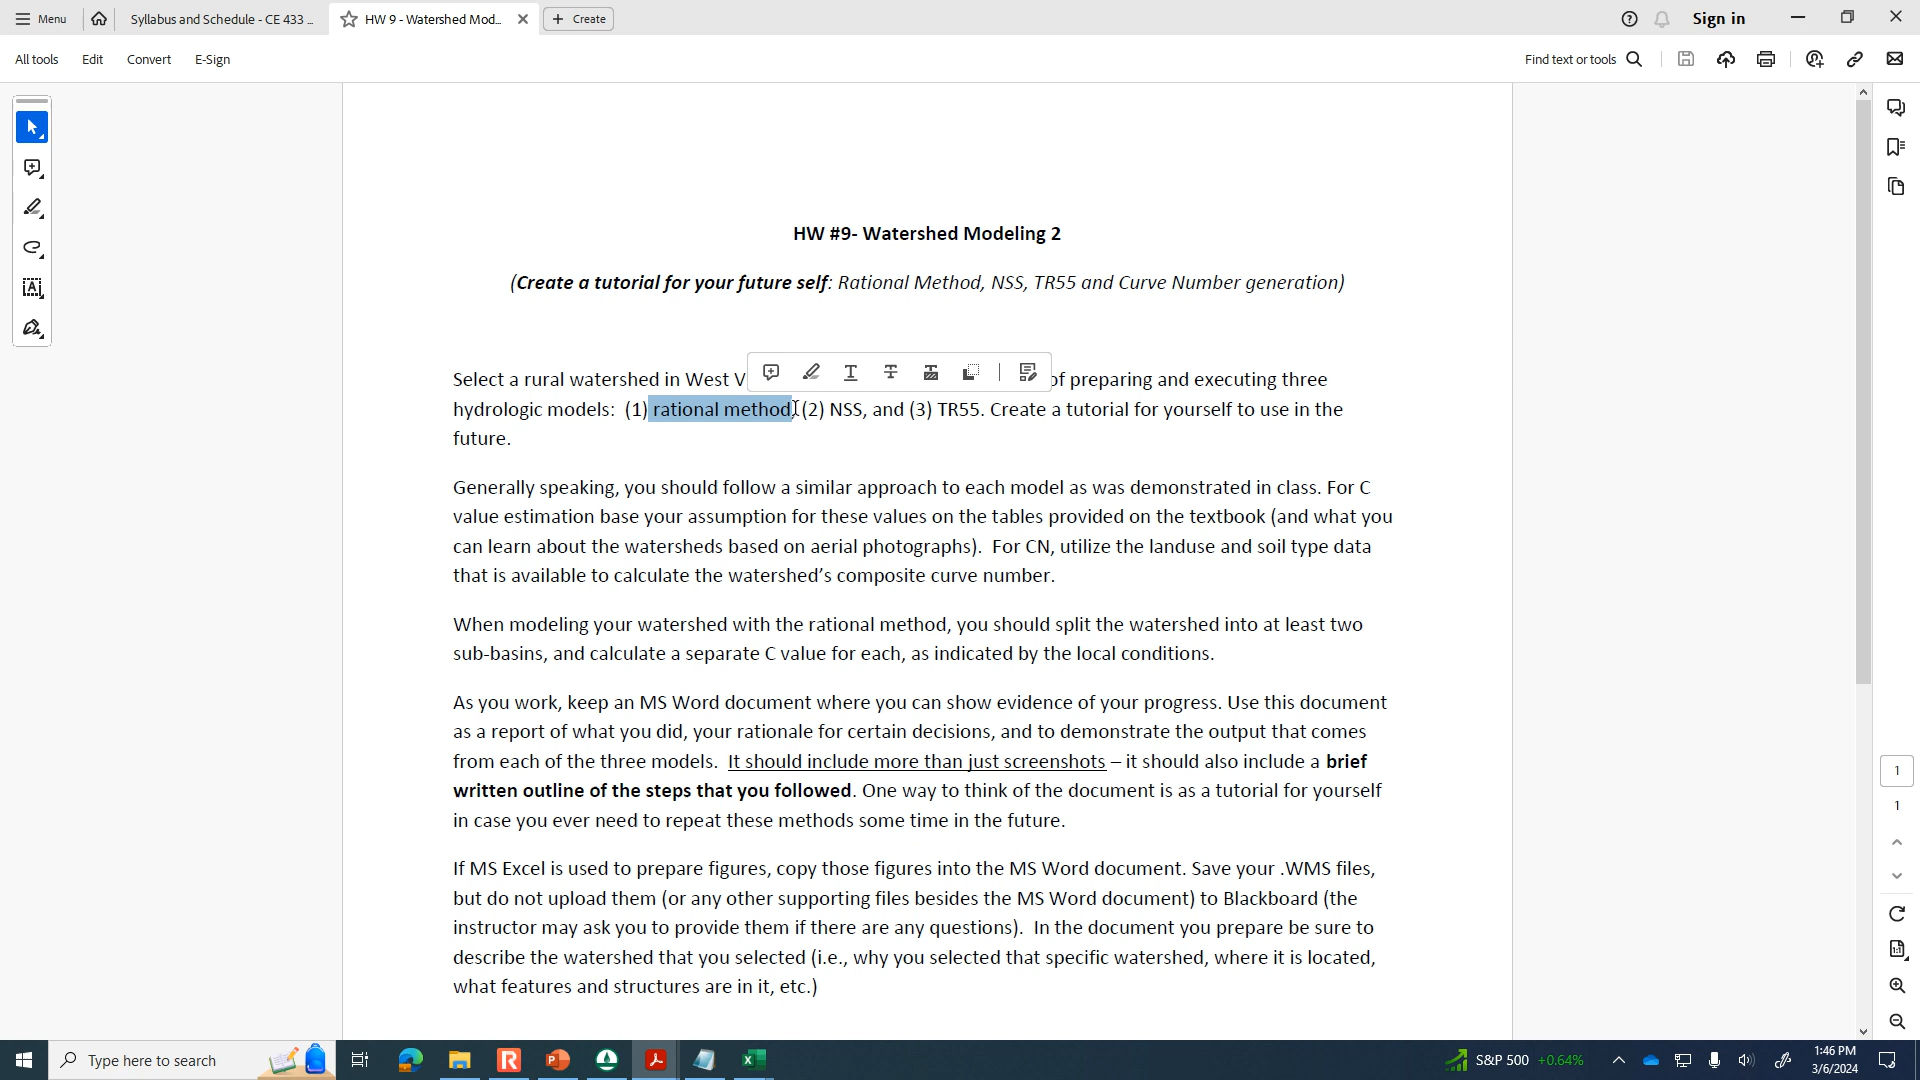 Menu
Syllabus and Schedule - CE 433 ...
HW 9 - Watershed Mod...
Create
Sign in
All tools
Edit
Convert
E-Sign
Find text or tools
HW #9- Watershed Modeling 2
(Create a tutorial for your future self: Rational Method, NSS, TR55 and Curve Number generation)
Select a rural watershed in West V of preparing and executing three
hydrologic models: (1) rational method, (2) NSS, and (3) TR55. Create a tutorial for yourself to use in the
future.
Generally speaking, you should follow a similar approach to each model as was demonstrated in class. For C
value estimation base your assumption for these values on the tables provided on the textbook (and what you
can learn about the watersheds based on aerial photographs). For CN, utilize the landuse and soil type data
that is available to calculate the watershed's composite curve number.
When modeling your watershed with the rational method, you should split the watershed into at least two
sub-basins, and calculate a separate C value for each, as indicated by the local conditions.
As you work, keep an MS Word document where you can show evidence of your progress. Use this document
as a report of what you did, your rationale for certain decisions, and to demonstrate the output that comes
from each of the three models. It should include more than just screenshots – it should also include a brief
written outline of the steps that you followed. One way to think of the document is as a tutorial for yourself
in case you ever need to repeat these methods some time in the future.
If MS Excel is used to prepare figures, copy those figures into the MS Word document. Save your .WMS files,
but do not upload them (or any other supporting files besides the MS Word document) to Blackboard (the
instructor may ask you to provide them if there are any questions). In the document you prepare be sure to
describe the watershed that you selected (i.e., why you selected that specific watershed, where it is located,
what features and structures are in it, etc.)
1
1
Type here to search
S&P 500 +0.64%
1:46 PM
3/6/2024